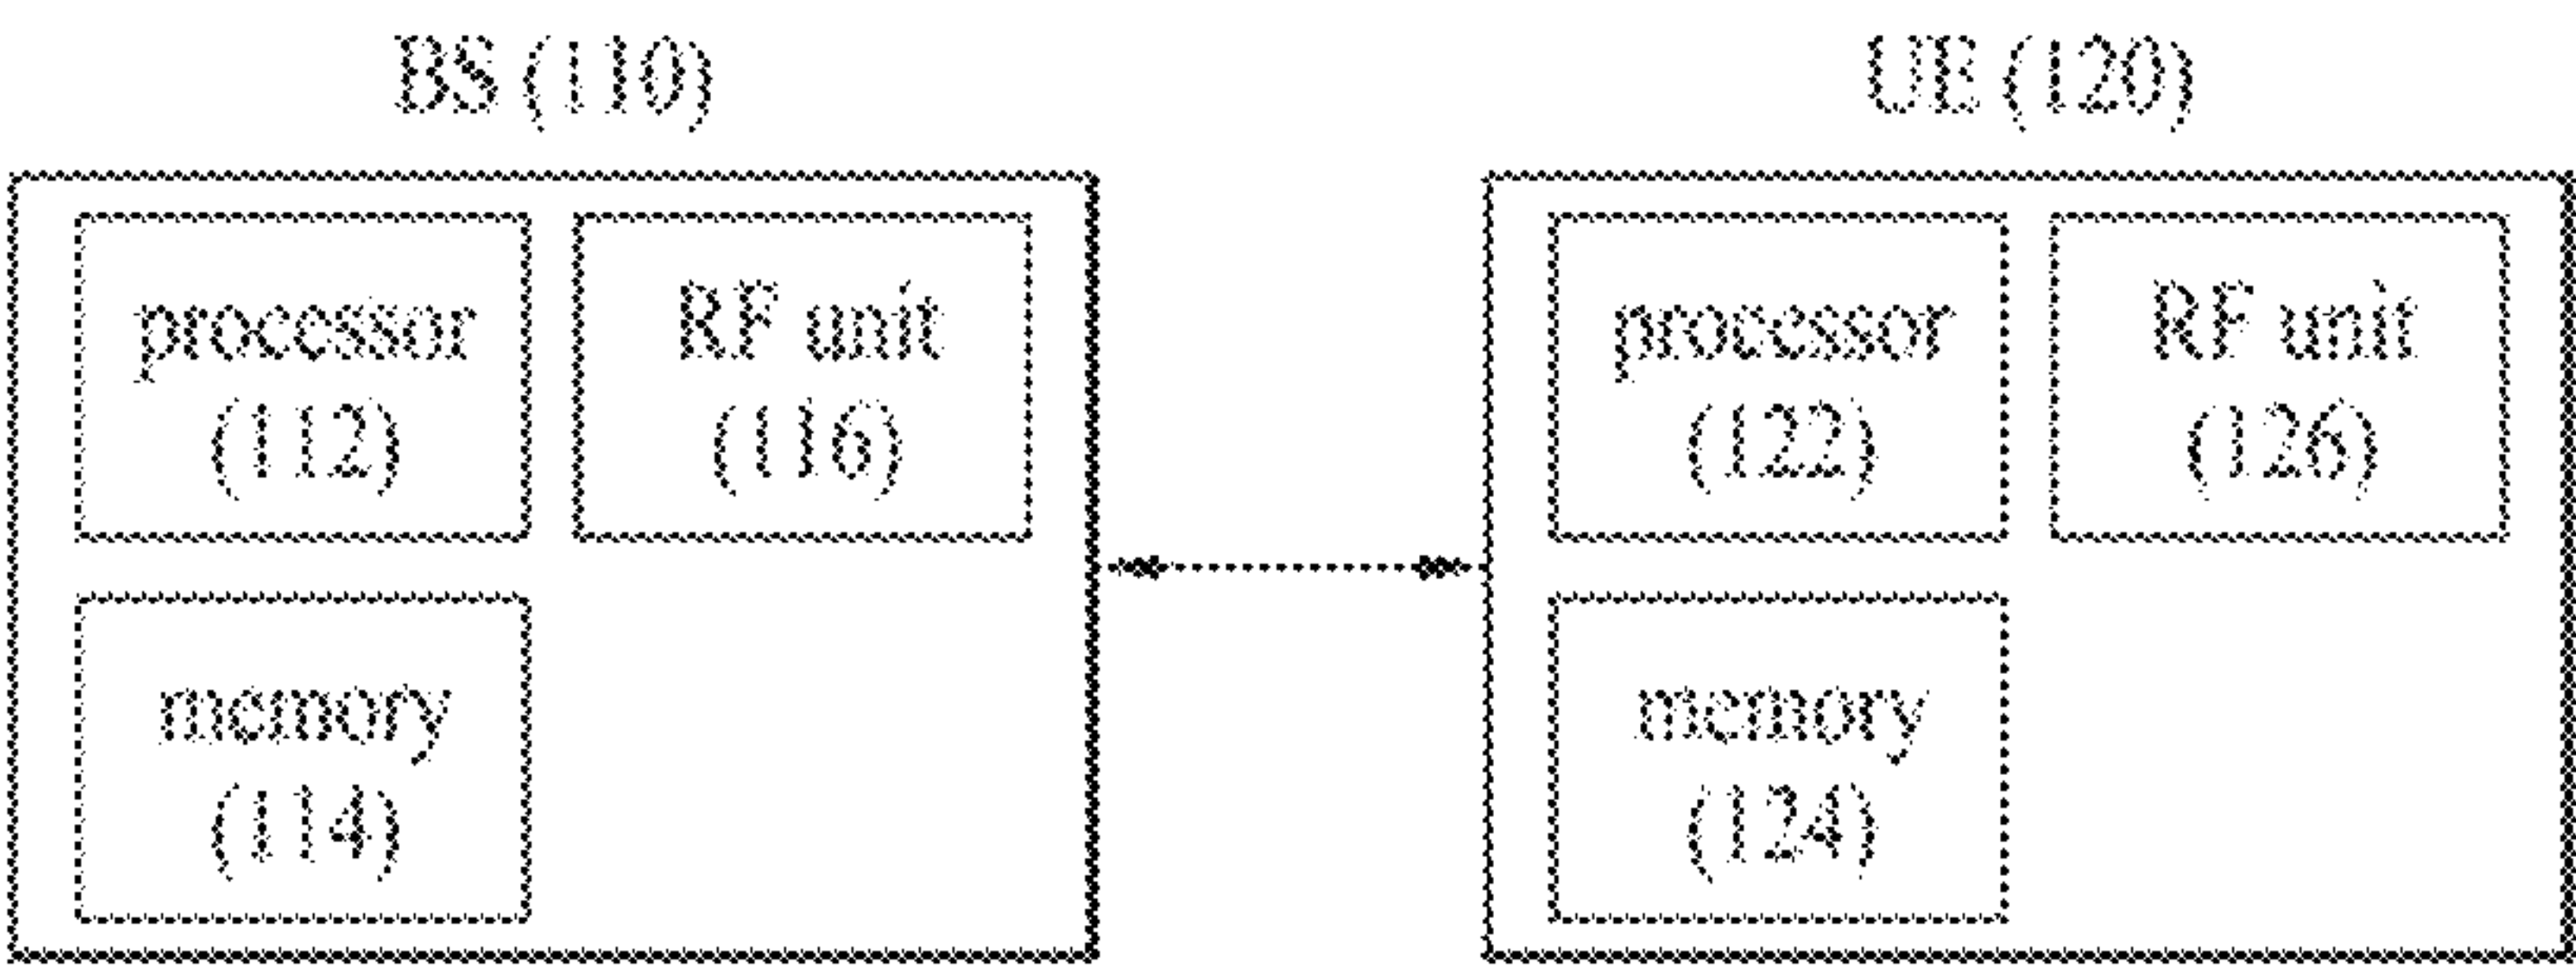 BS (110)
UE (120)
processor
(112)
RF unit
(116)
memory
(114)
processor
(122)
RF unit
(126)
memory
(124)